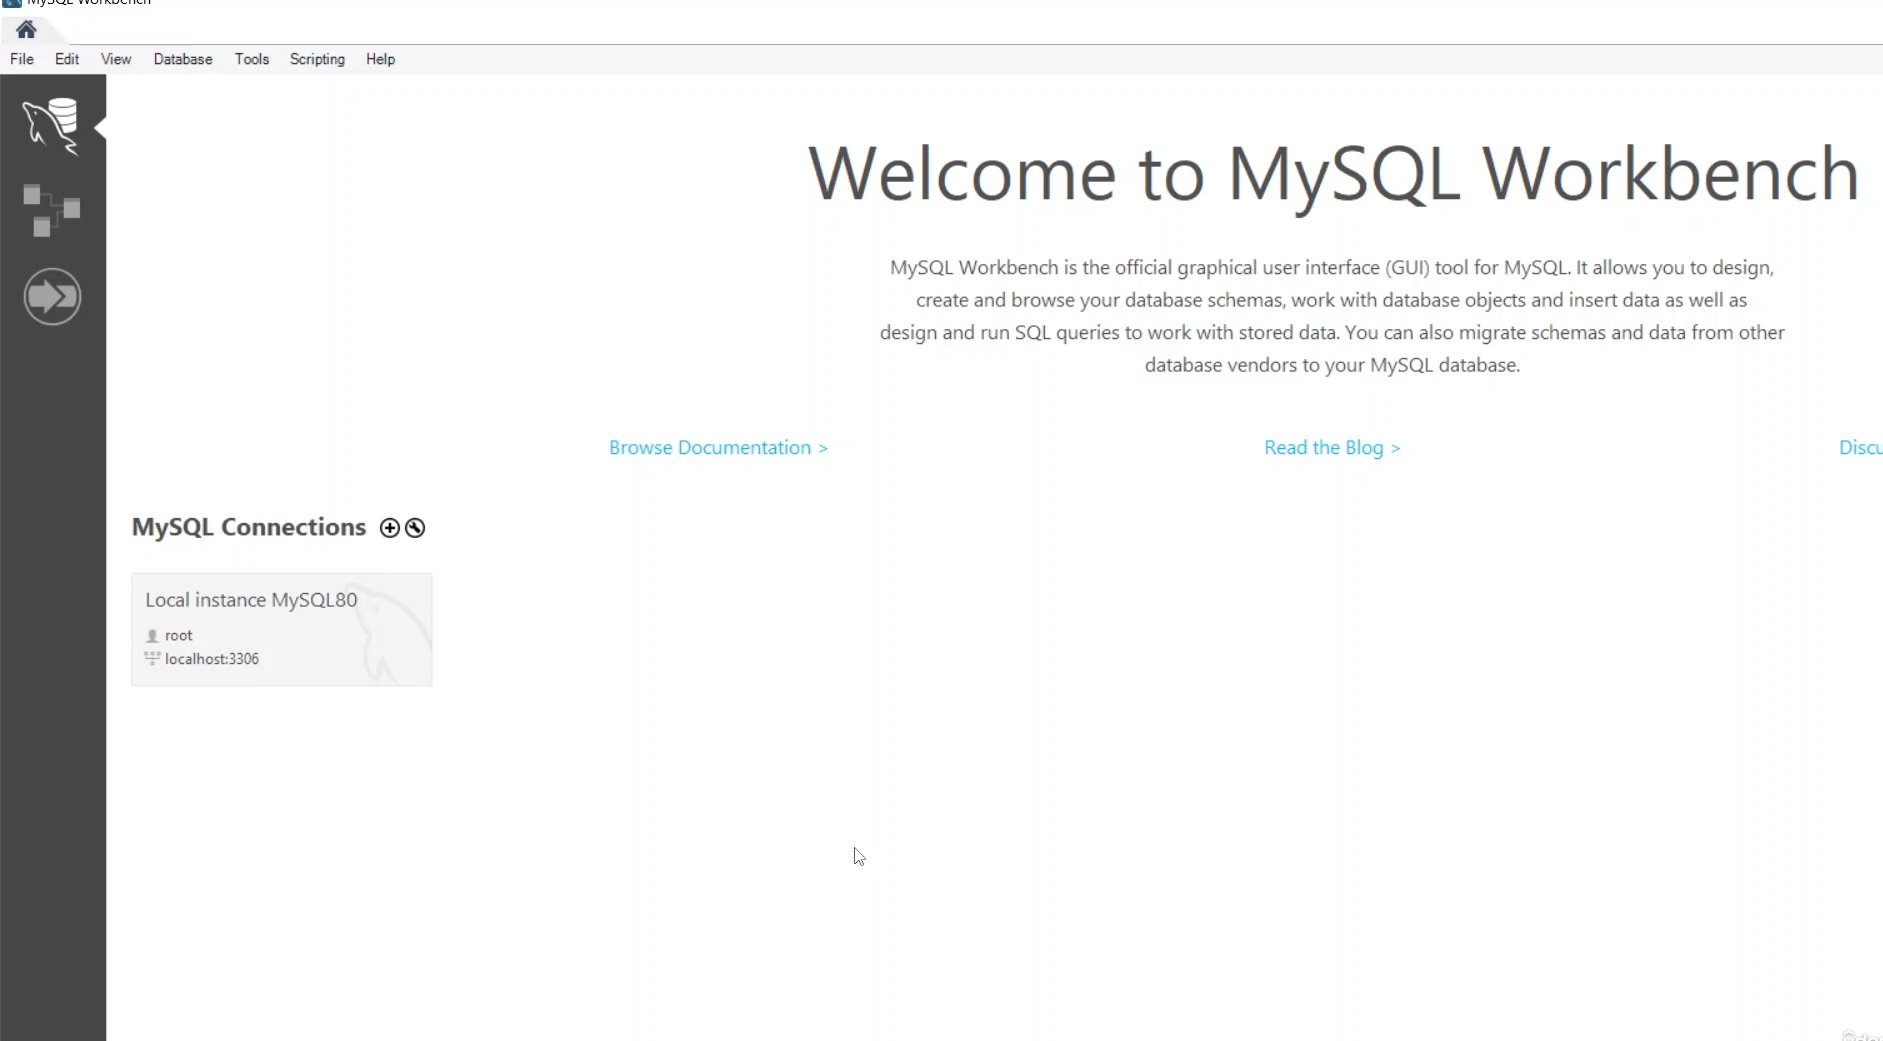 MySQL Workbench
File Edit View Database Tools Scripting Help
Welcome to MySQL Workbench
MySQL Workbench is the official graphical user interface (GUI) tool for MySQL. It allows you to design,
create and browse your database schemas, work with database objects and insert data as well as
design and run SQL queries to work with stored data. You can also migrate schemas and data from other
database vendors to your MySQL database.
Browse Documentation > Read the Blog > Discu
MySQL Connections
Local instance MySQL80
root
localhost:3306